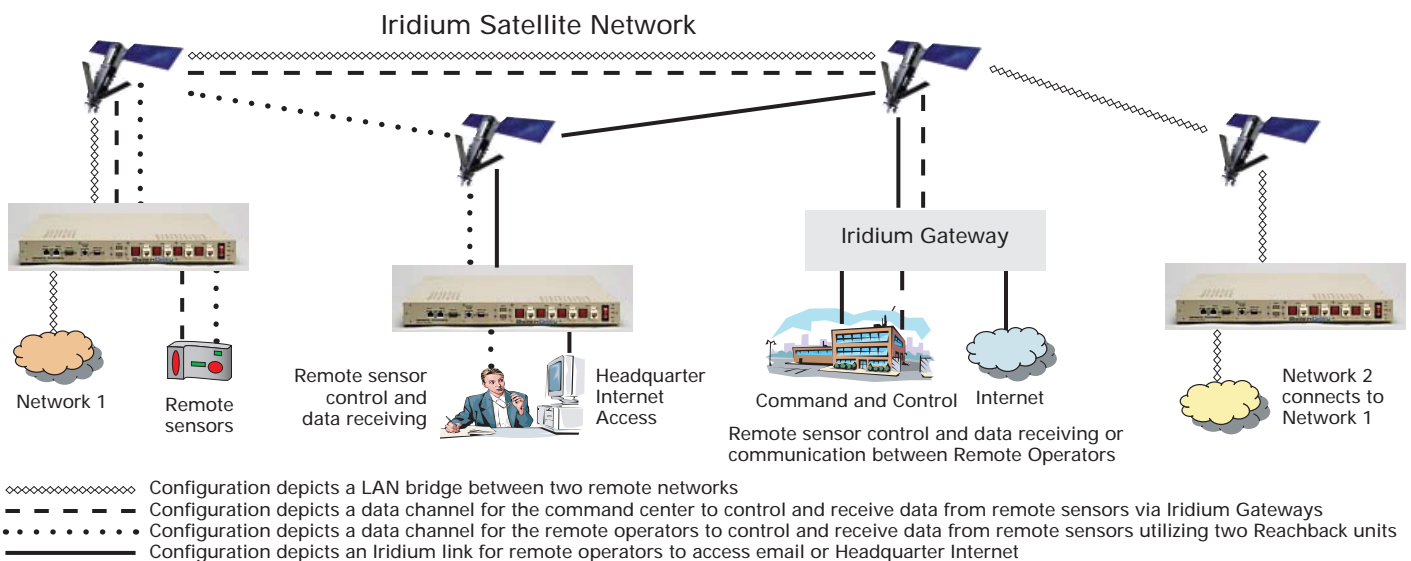 Iridium Satellite Network
Iridium Gateway
Network 1
Remote
sensors
Remote sensor
control and
data receiving
Headquarter
Internet
Access
Command and Control
Internet
Remote sensor control and data receiving or
communication between Remote Operators
Network 2
connects to
Network 1
Configuration depicts a LAN bridge between two remote networks
Configuration depicts a data channel for the command center to control and receive data from remote sensors via Iridium Gateways
Configuration depicts a data channel for the remote operators to control and receive data from remote sensors utilizing two Reachback units
Configuration depicts an Iridium link for remote operators to access email or Headquarter Internet